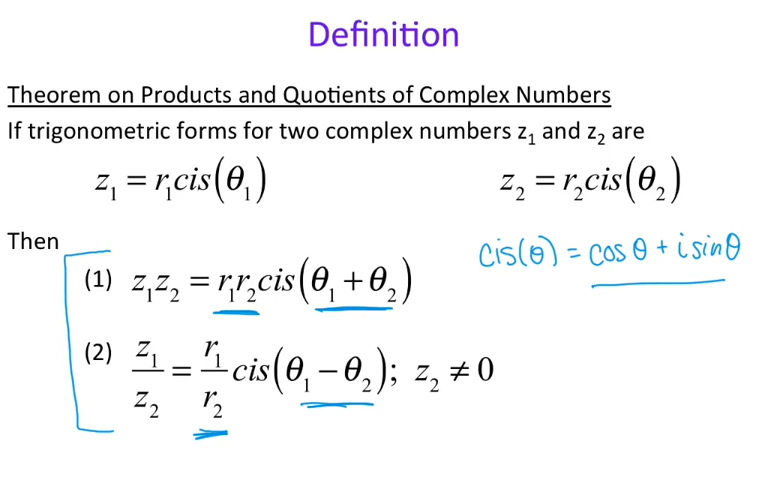 Definition
Theorem on Products and Quotients of Complex Numbers
If trigonometric forms for two complex numbers z₁ and z₂ are
z₁ = r₁cis(θ₁) z₂ = r₂cis(θ₂)
Then
cis(θ) = cos θ + i sin θ
(1) z₁z₂ = r₁r₂cis(θ₁ + θ₂)
(2) z₁/z₂ = r₁/r₂ cis(θ₁ − θ₂); z₂ ≠ 0